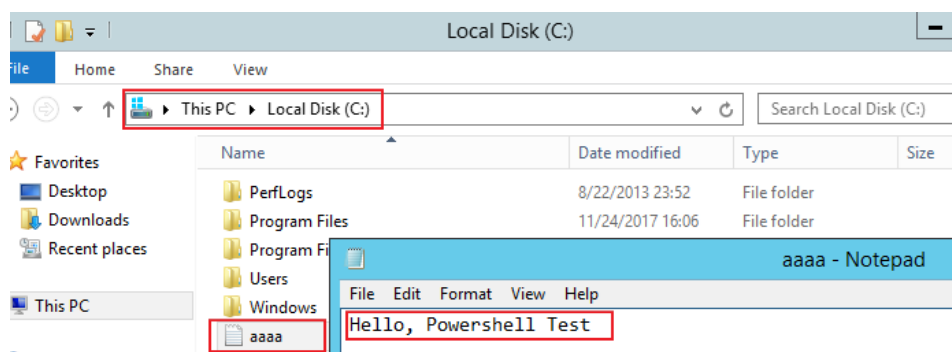 Local Disk (C:)
File Home Share View
This PC Local Disk (C:) Search Local Disk (C:)
Name Date modified Type Size
Favorites
Desktop PerfLogs 8/22/2013 23:52 File folder
Downloads Program Files 11/24/2017 16:06 File folder
Recent places Program Fi
Users
Windows
This PC
aaaa
aaaa - Notepad
File Edit Format View Help
Hello, Powershell Test